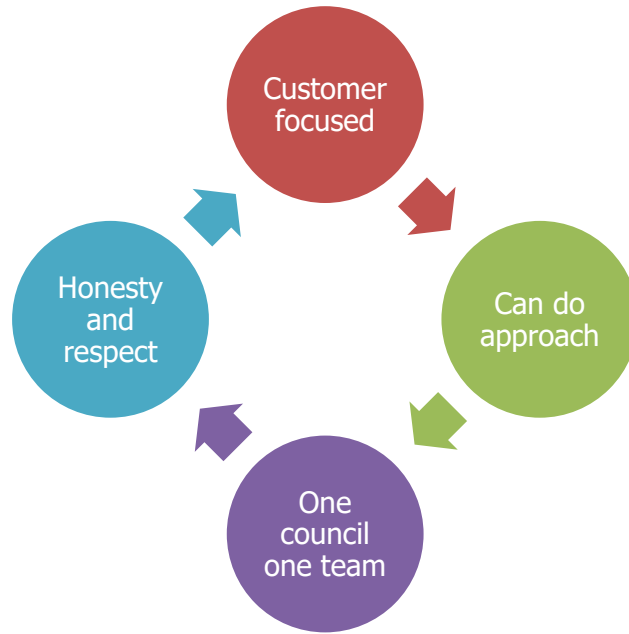 Customer
focused
Can do
approach
One
council
one team
Honesty
and
respect